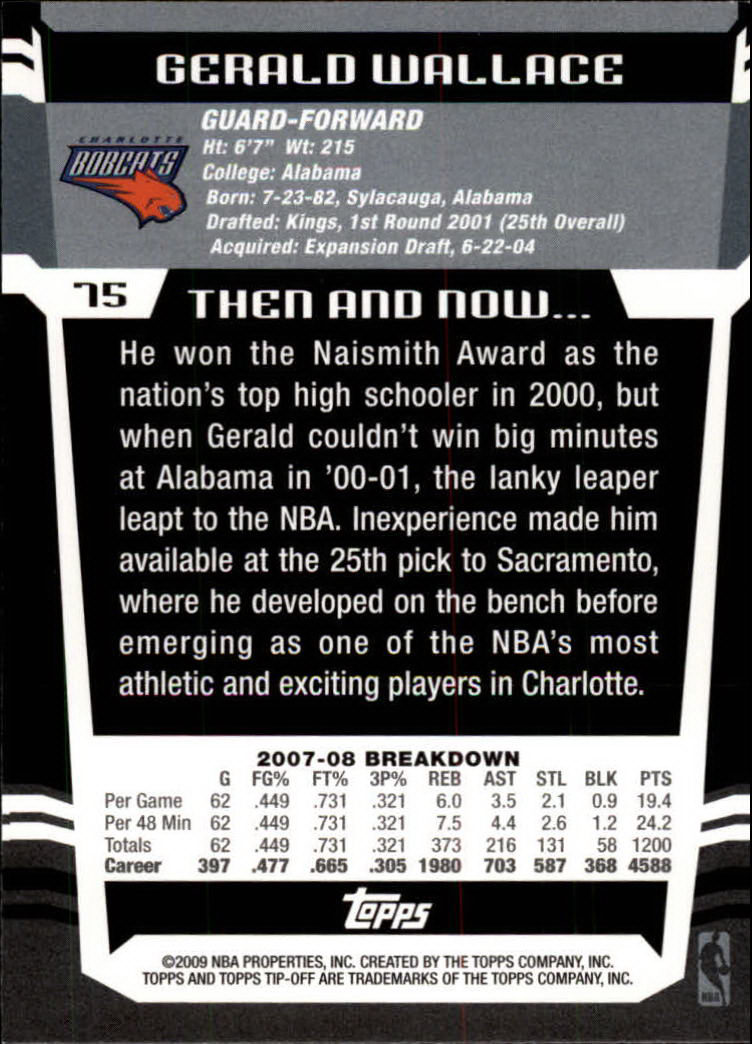 GERALD WALLACE
CHARLOTTE
BOBCATS
GUARD-FORWARD
Ht: 6'7" Wt: 215
College: Alabama
Born: 7-23-82, Sylacauga, Alabama
Drafted: Kings, 1st Round 2001 (25th Overall)
Acquired: Expansion Draft, 6-22-04
75
THEN AND NOW...
He won the Naismith Award as the
nation's top high schooler in 2000, but
when Gerald couldn't win big minutes
at Alabama in '00-01, the lanky leaper
leapt to the NBA. Inexperience made him
available at the 25th pick to Sacramento,
where he developed on the bench before
emerging as one of the NBA's most
athletic and exciting players in Charlotte.
2007-08 BREAKDOWN
G FG% FT% 3P% REB AST STL BLK PTS
Per Game 62 .449 .731 .321 6.0 3.5 2.1 0.9 19.4
Per 48 Min 62 .449 .731 .321 7.5 4.4 2.6 1.2 24.2
Totals 62 .449 .731 .321 373 216 131 58 1200
Career 397 .477 .665 .305 1980 703 587 368 4588
Topps
©2009 NBA PROPERTIES, INC. CREATED BY THE TOPPS COMPANY, INC.
TOPPS AND TOPPS TIP-OFF ARE TRADEMARKS OF THE TOPPS COMPANY, INC.
NBA